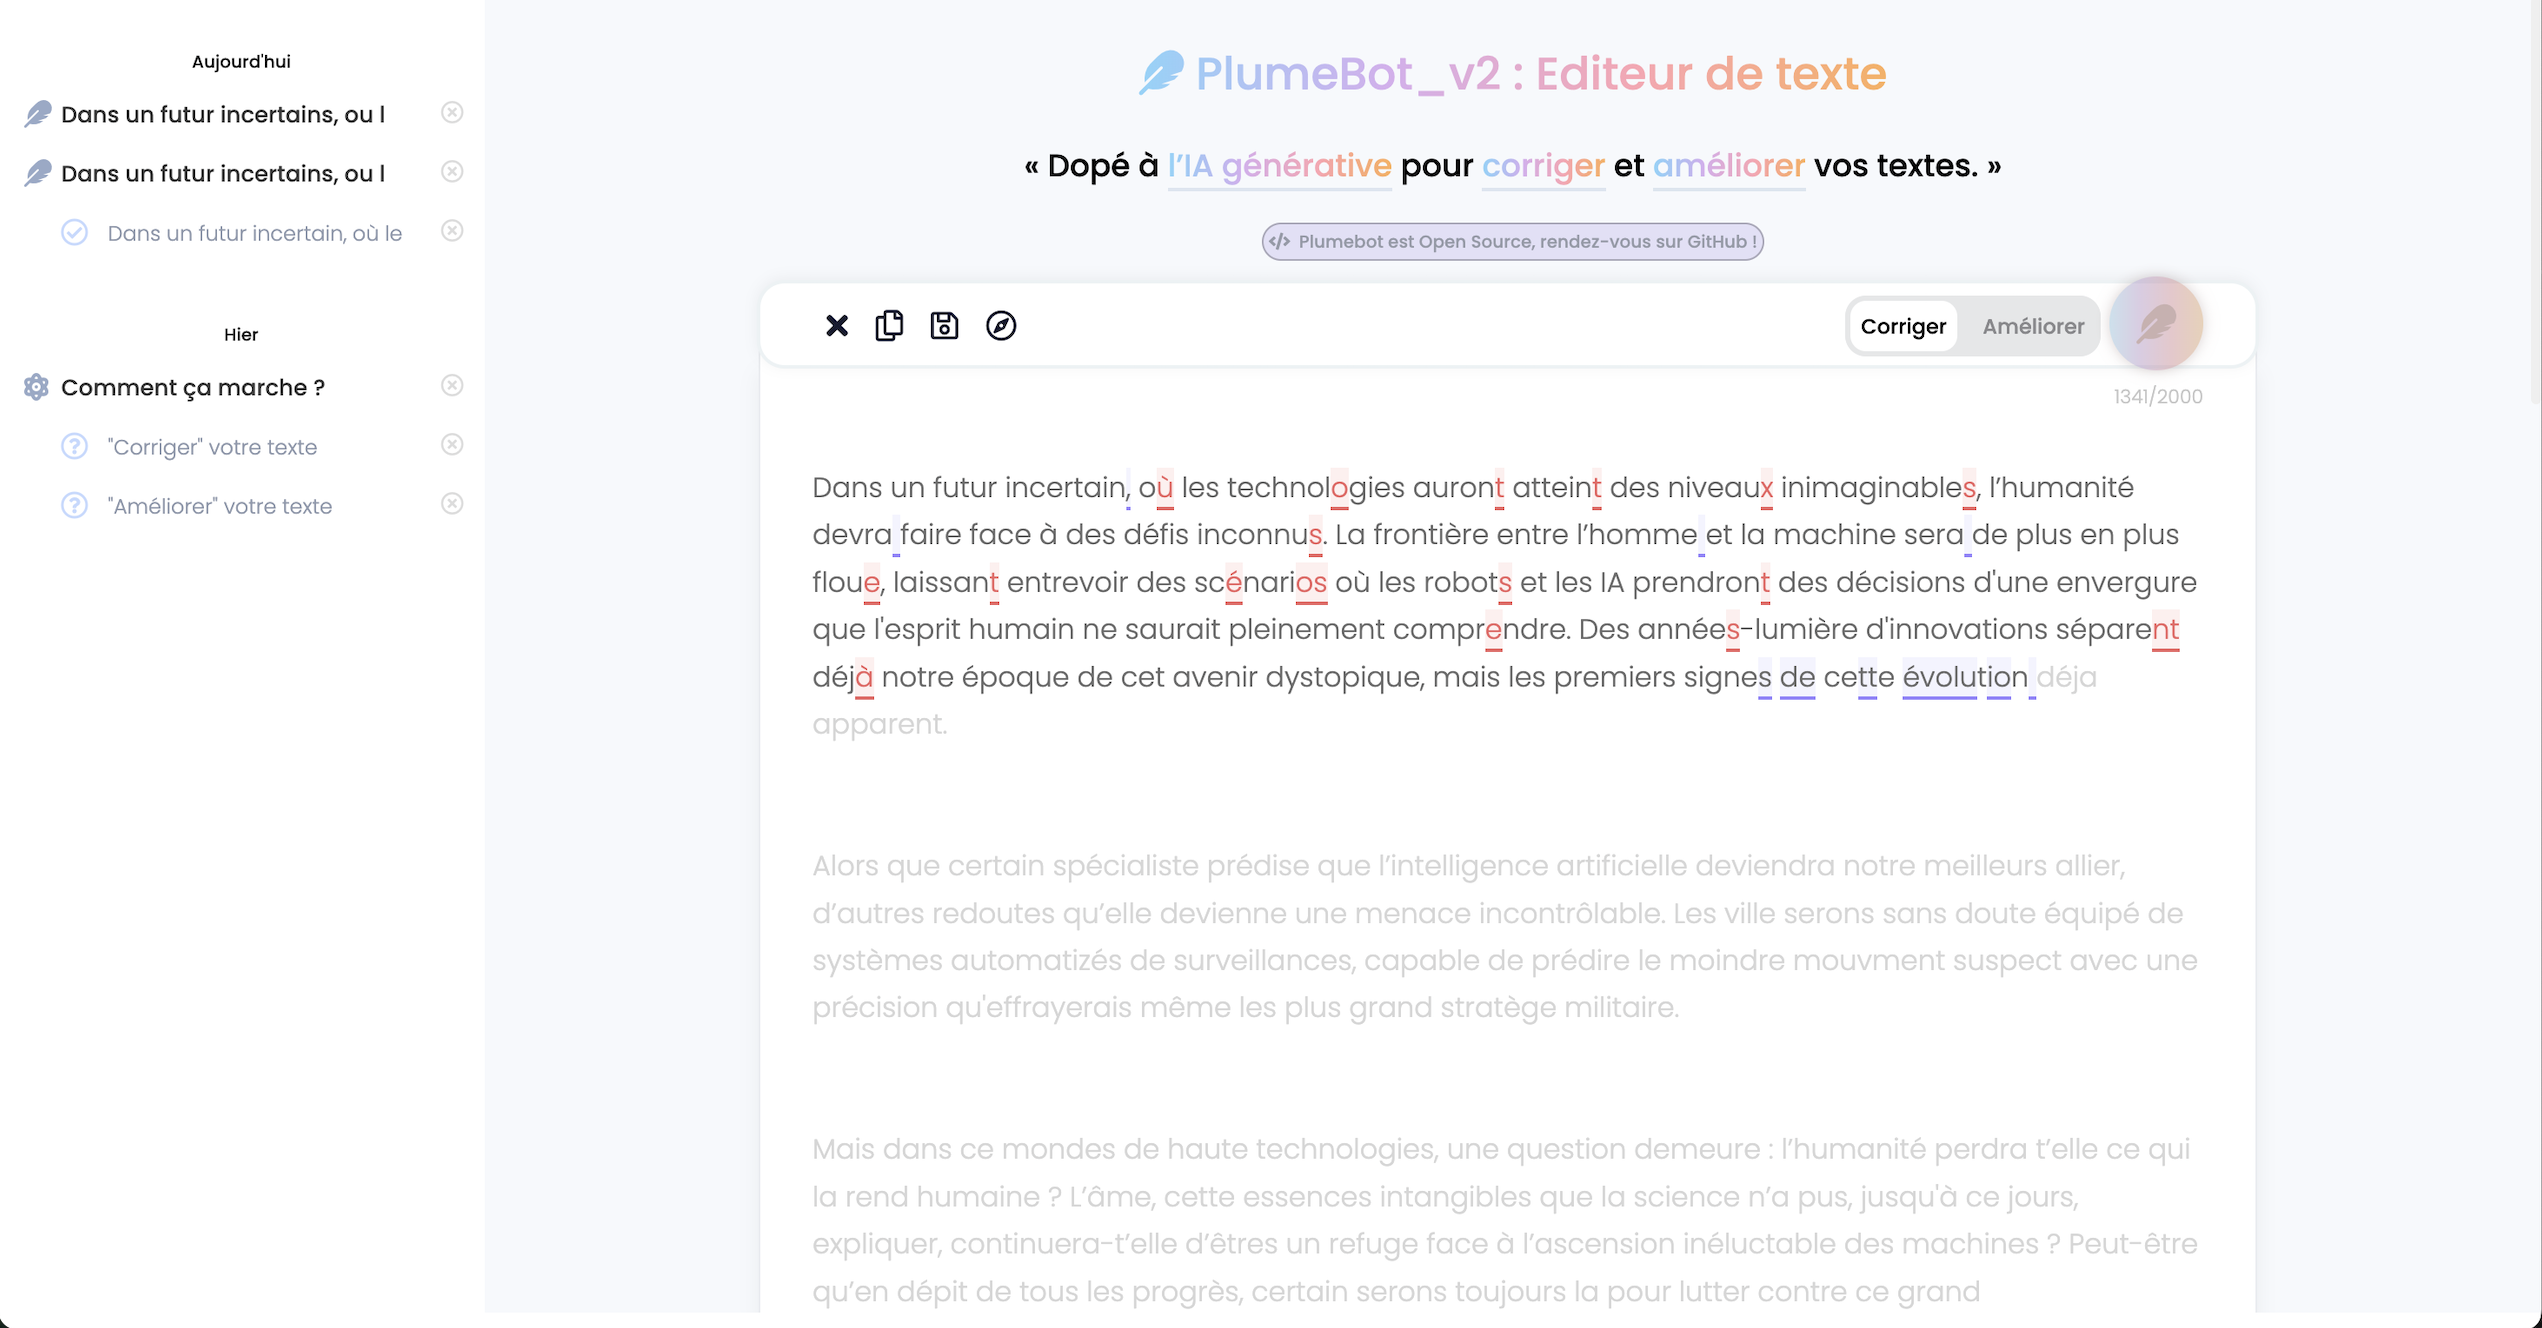 Aujourd'hui
Dans un futur incertains, ou l
Dans un futur incertains, ou l
Dans un futur incertain, où le
Hier
Comment ça marche ?
"Corriger" votre texte
"Améliorer" votre texte
PlumeBot_v2 : Editeur de texte
« Dopé à l’IA générative pour corriger et améliorer vos textes. »
</> Plumebot est Open Source, rendez-vous sur GitHub !
Corriger Améliorer
1341/2000
Dans un futur incertain, où les technologies auront atteint des niveaux inimaginables, l’humanité
devra faire face à des défis inconnus. La frontière entre l’homme et la machine sera de plus en plus
floue, laissant entrevoir des scénarios où les robots et les IA prendront des décisions d'une envergure
que l'esprit humain ne saurait pleinement comprendre. Des années-lumière d'innovations séparent
déjà notre époque de cet avenir dystopique, mais les premiers signes de cette évolution déja
apparent.
Alors que certain spécialiste prédise que l’intelligence artificielle deviendra notre meilleurs allier,
d’autres redoutes qu’elle devienne une menace incontrôlable. Les ville serons sans doute équipé de
systèmes automatizés de surveillances, capable de prédire le moindre mouvment suspect avec une
précision qu'effrayerais même les plus grand stratège militaire.
Mais dans ce mondes de haute technologies, une question demeure : l’humanité perdra t’elle ce qui
la rend humaine ? L’âme, cette essences intangibles que la science n’a pus, jusqu'à ce jours,
expliquer, continuera-t’elle d’êtres un refuge face à l’ascension inéluctable des machines ? Peut-être
qu’en dépit de tous les progrès, certain serons toujours la pour lutter contre ce grand